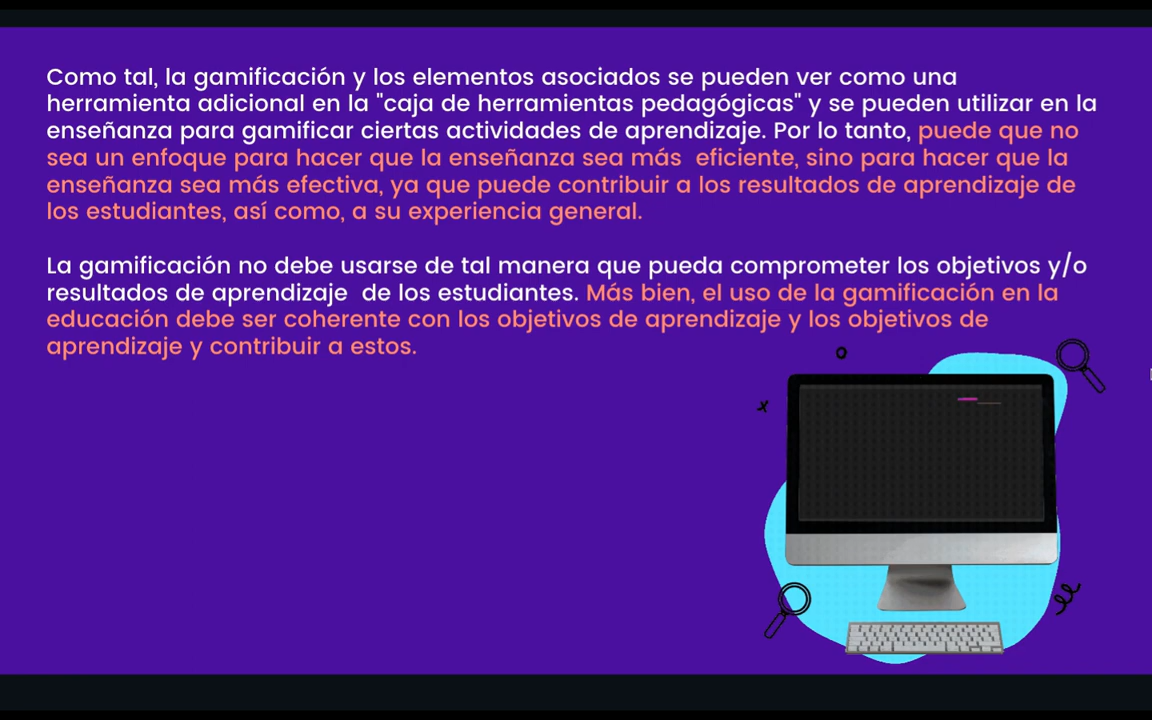 Como tal, la gamificación y los elementos asociados se pueden ver como una
herramienta adicional en la "caja de herramientas pedagógicas" y se pueden utilizar en la
enseñanza para gamificar ciertas actividades de aprendizaje. Por lo tanto, puede que no
sea un enfoque para hacer que la enseñanza sea más  eficiente, sino para hacer que la
enseñanza sea más efectiva, ya que puede contribuir a los resultados de aprendizaje de
los estudiantes, así como, a su experiencia general.
La gamificación no debe usarse de tal manera que pueda comprometer los objetivos y/o
resultados de aprendizaje  de los estudiantes. Más bien, el uso de la gamificación en la
educación debe ser coherente con los objetivos de aprendizaje y los objetivos de
aprendizaje y contribuir a estos.